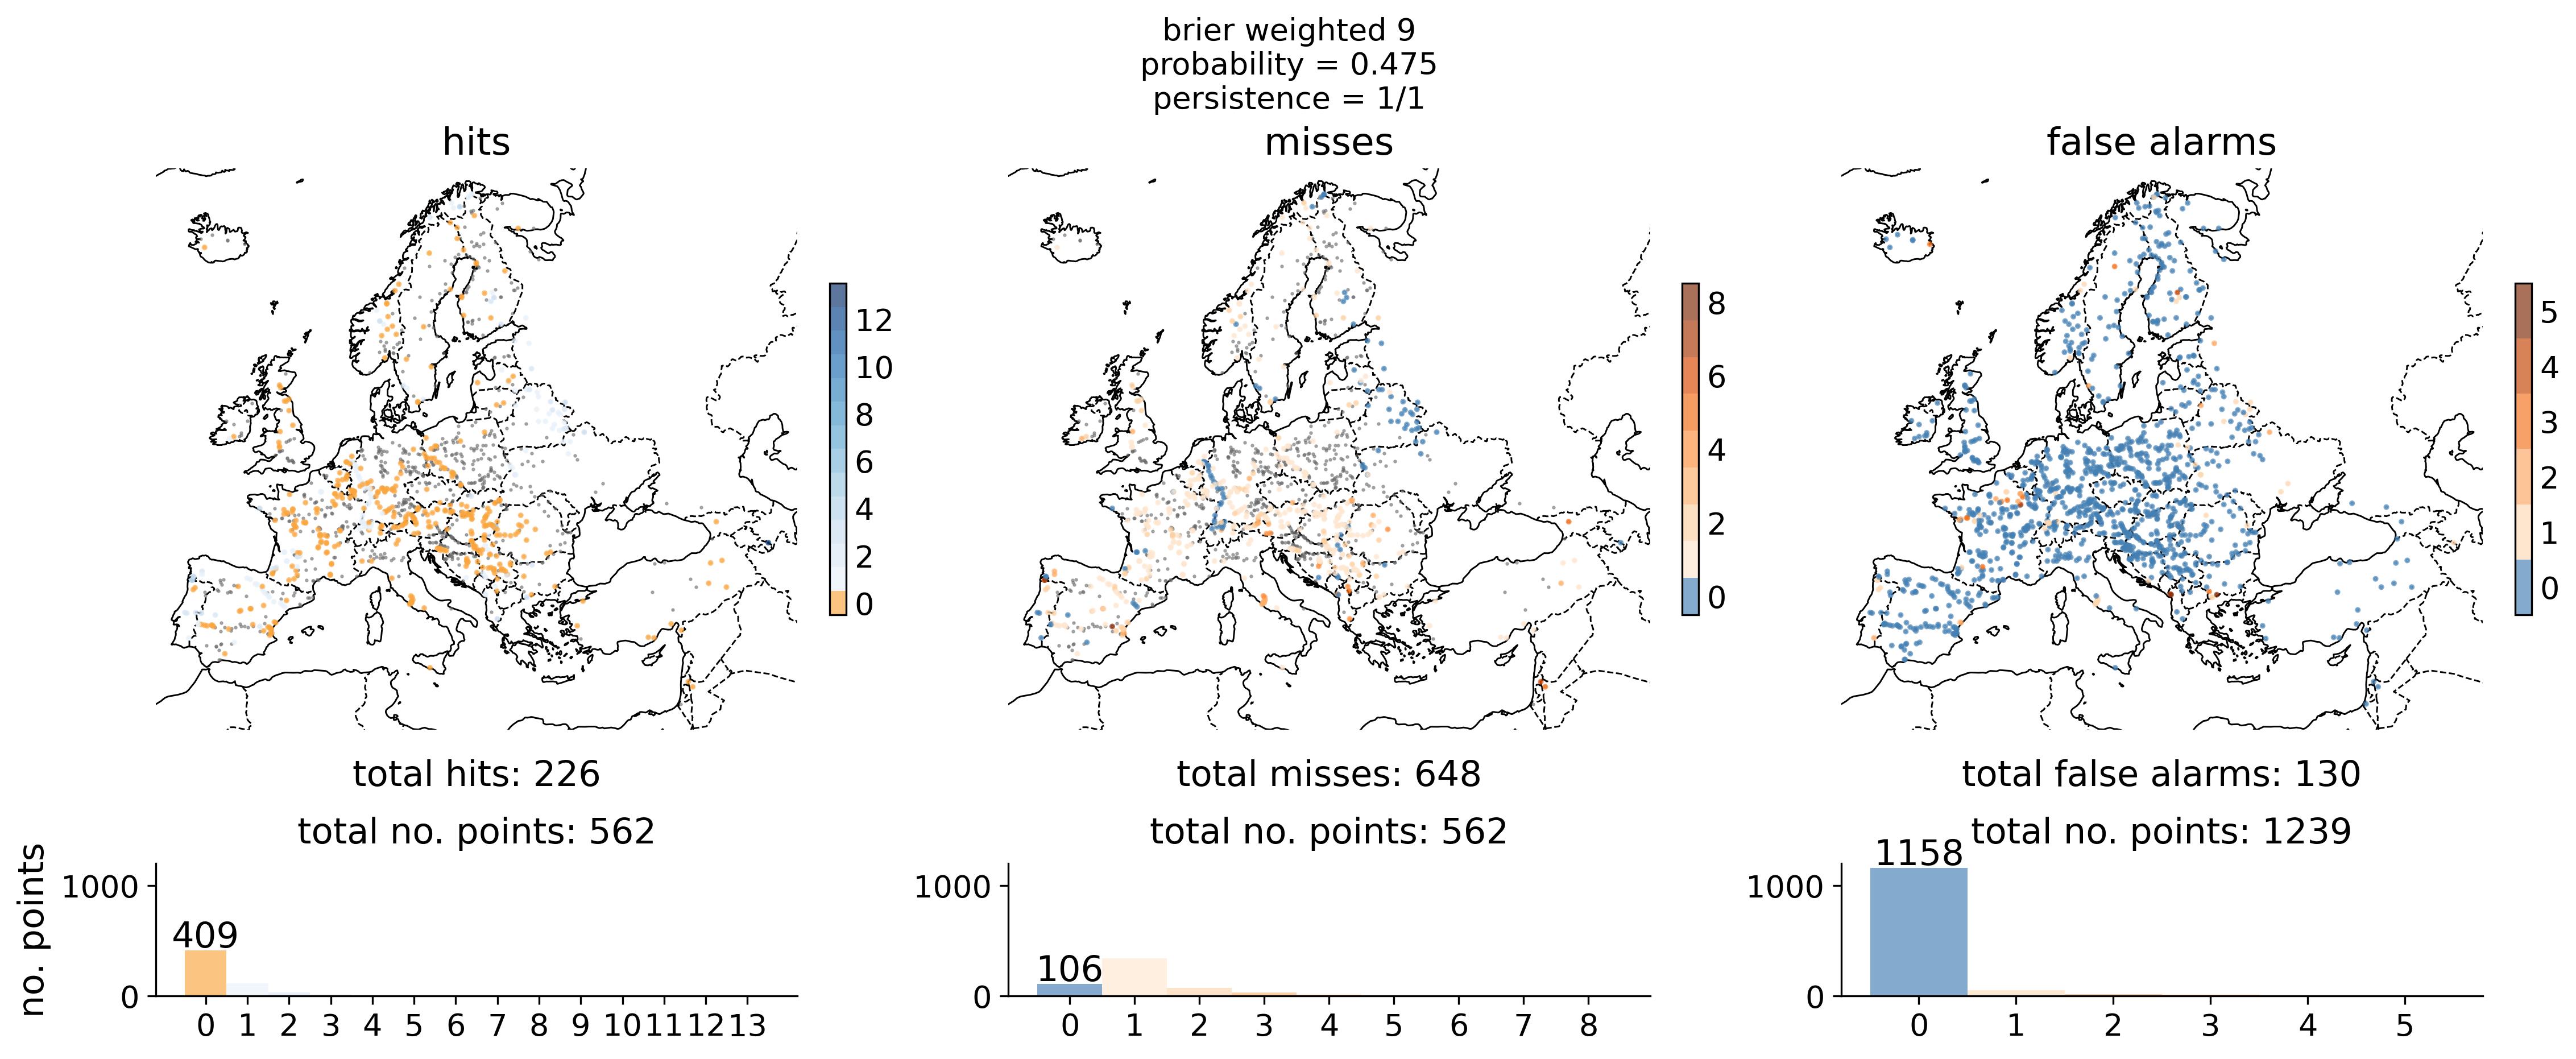 brier weighted 9
probability = 0.475
persistence = 1/1
hits
misses
false alarms
12
10
8
6
4
2
0
8
6
4
2
0
5
4
3
2
1
0
total hits: 226
total misses: 648
total false alarms: 130
total no. points: 562
total no. points: 562
total no. points: 1239
no. points
1000
0
409
0 1 2 3 4 5 6 7 8 9 10 11 12 13
1000
0
106
0 1 2 3 4 5 6 7 8
1000
0
1158
0 1 2 3 4 5